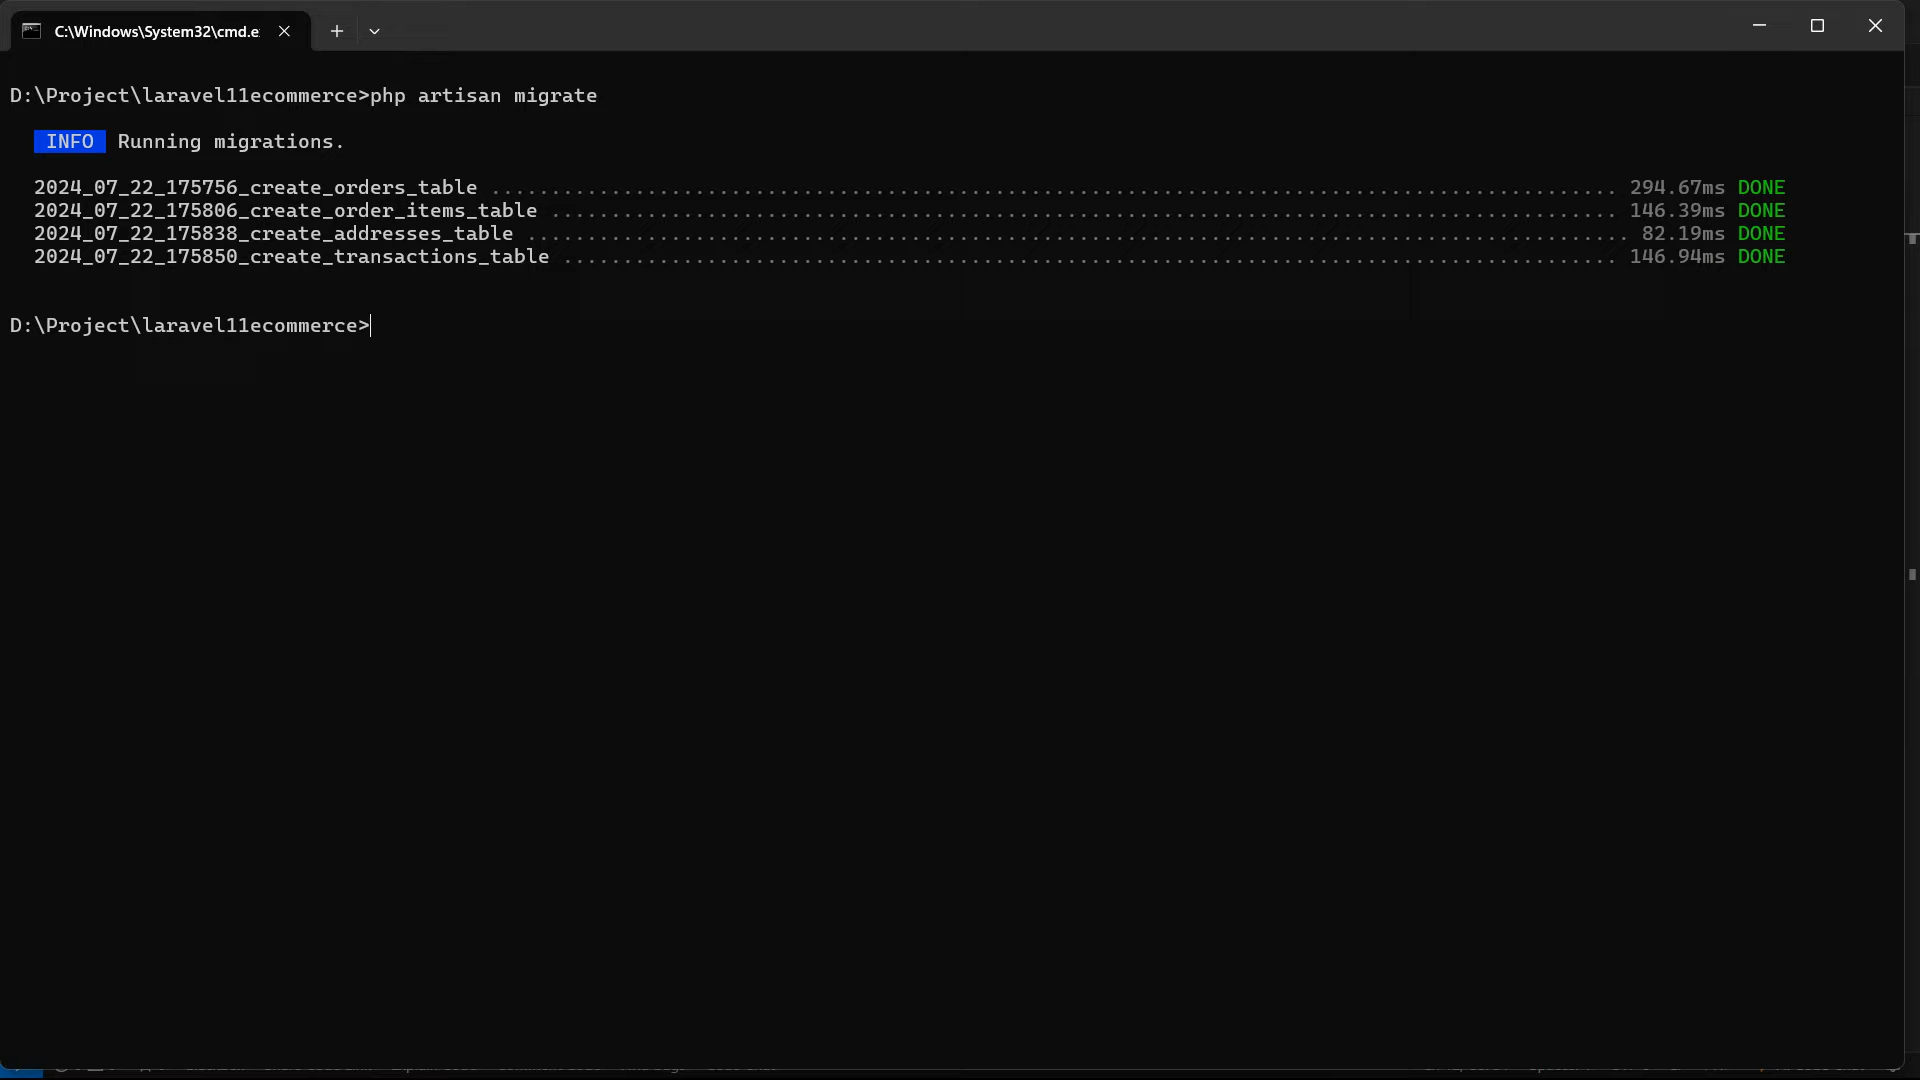 C:\Windows\System32\cmd.e
D:\Project\laravel11ecommerce>php artisan migrate
INFO Running migrations.
2024_07_22_175756_create_orders_table .............................................................................................. 294.67ms DONE
2024_07_22_175806_create_order_items_table ......................................................................................... 146.39ms DONE
2024_07_22_175838_create_addresses_table ............................................................................................ 82.19ms DONE
2024_07_22_175850_create_transactions_table ........................................................................................ 146.94ms DONE
D:\Project\laravel11ecommerce>